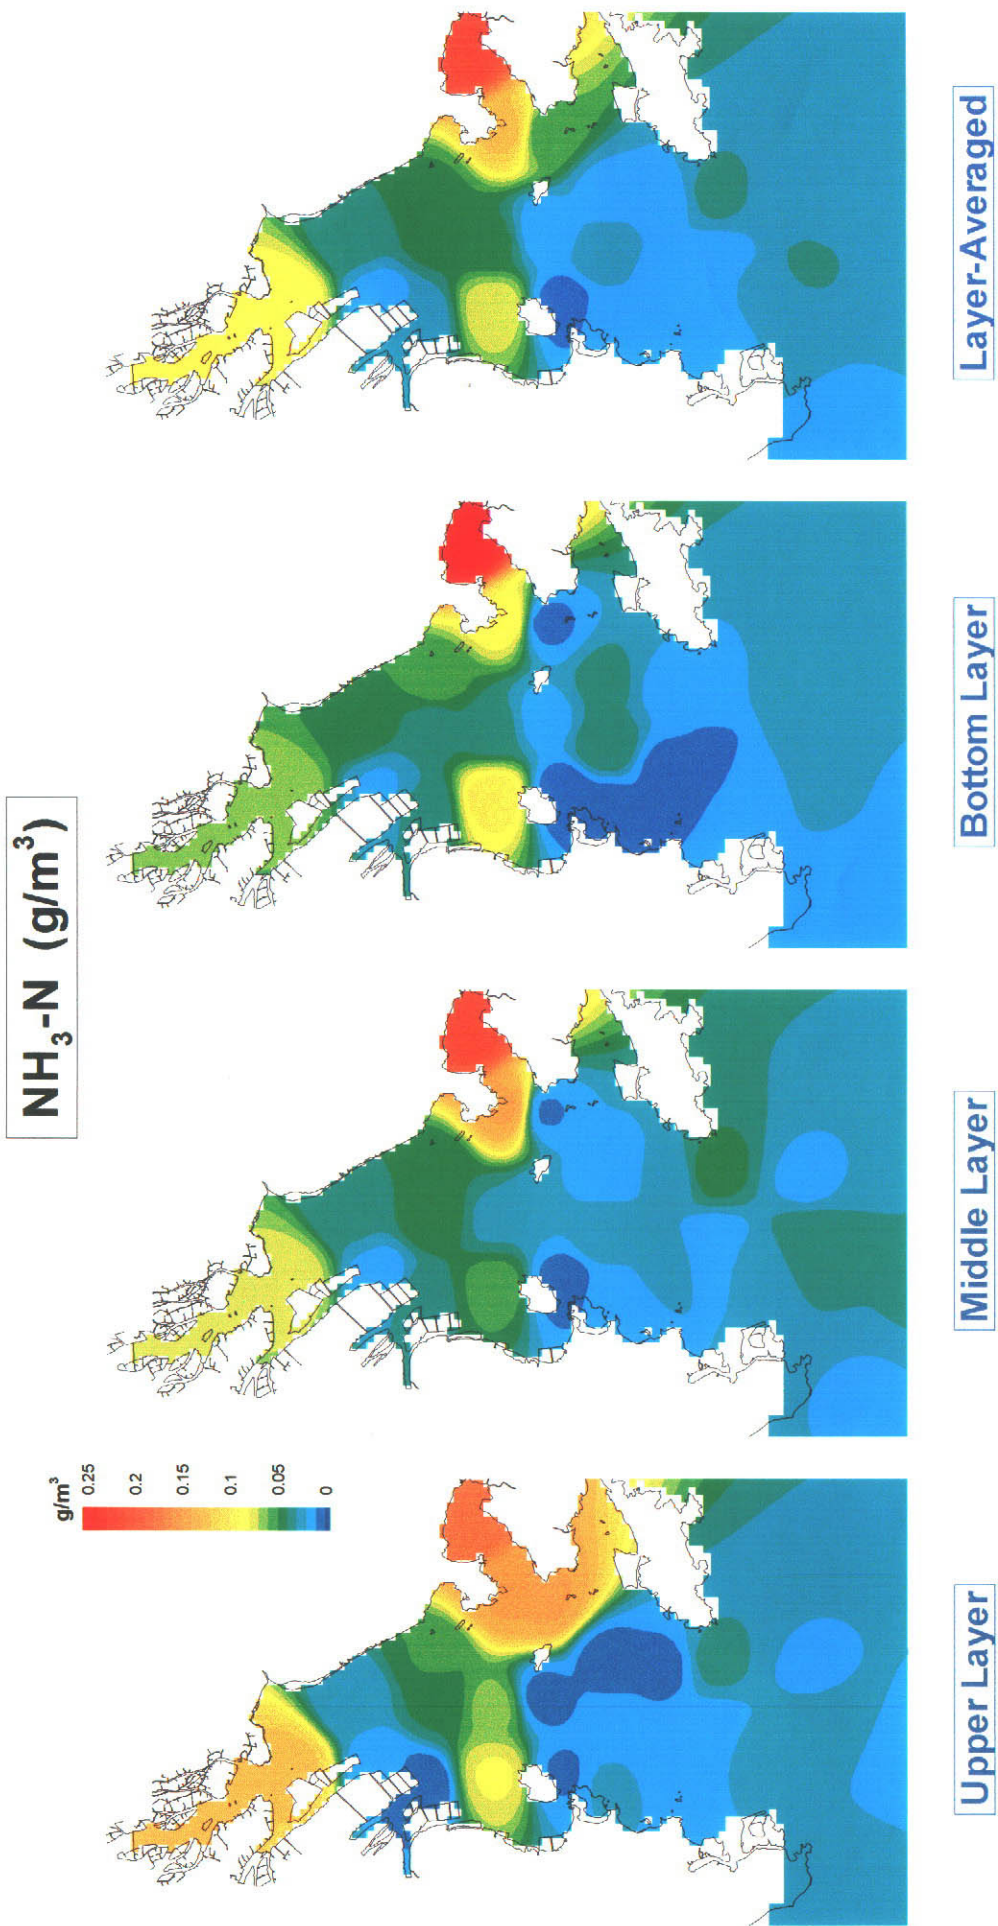 NH₃-N (g/m³)
g/m³
0.25
0.2
0.15
0.1
0.05
0
Upper Layer
Middle Layer
Bottom Layer
Layer-Averaged